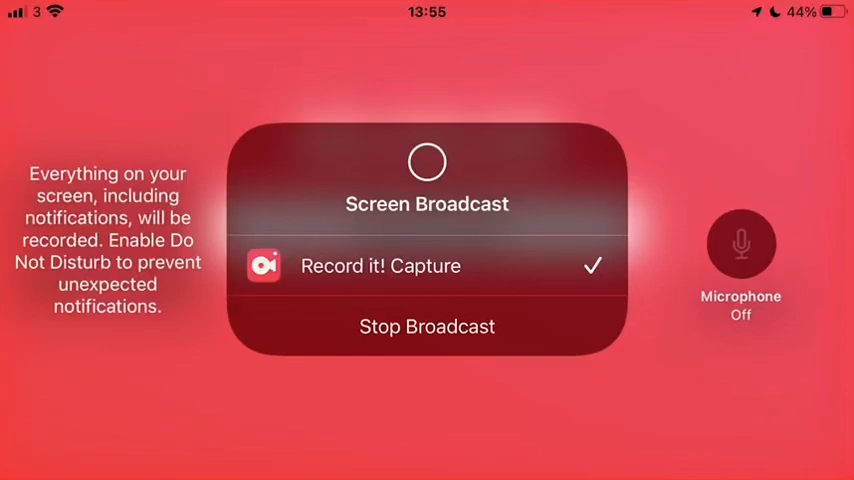 3
13:55
44%
Everything on your
screen, including
notifications, will be
recorded. Enable Do
Not Disturb to prevent
unexpected
notifications.
Screen Broadcast
Record it! Capture
Stop Broadcast
Microphone
Off